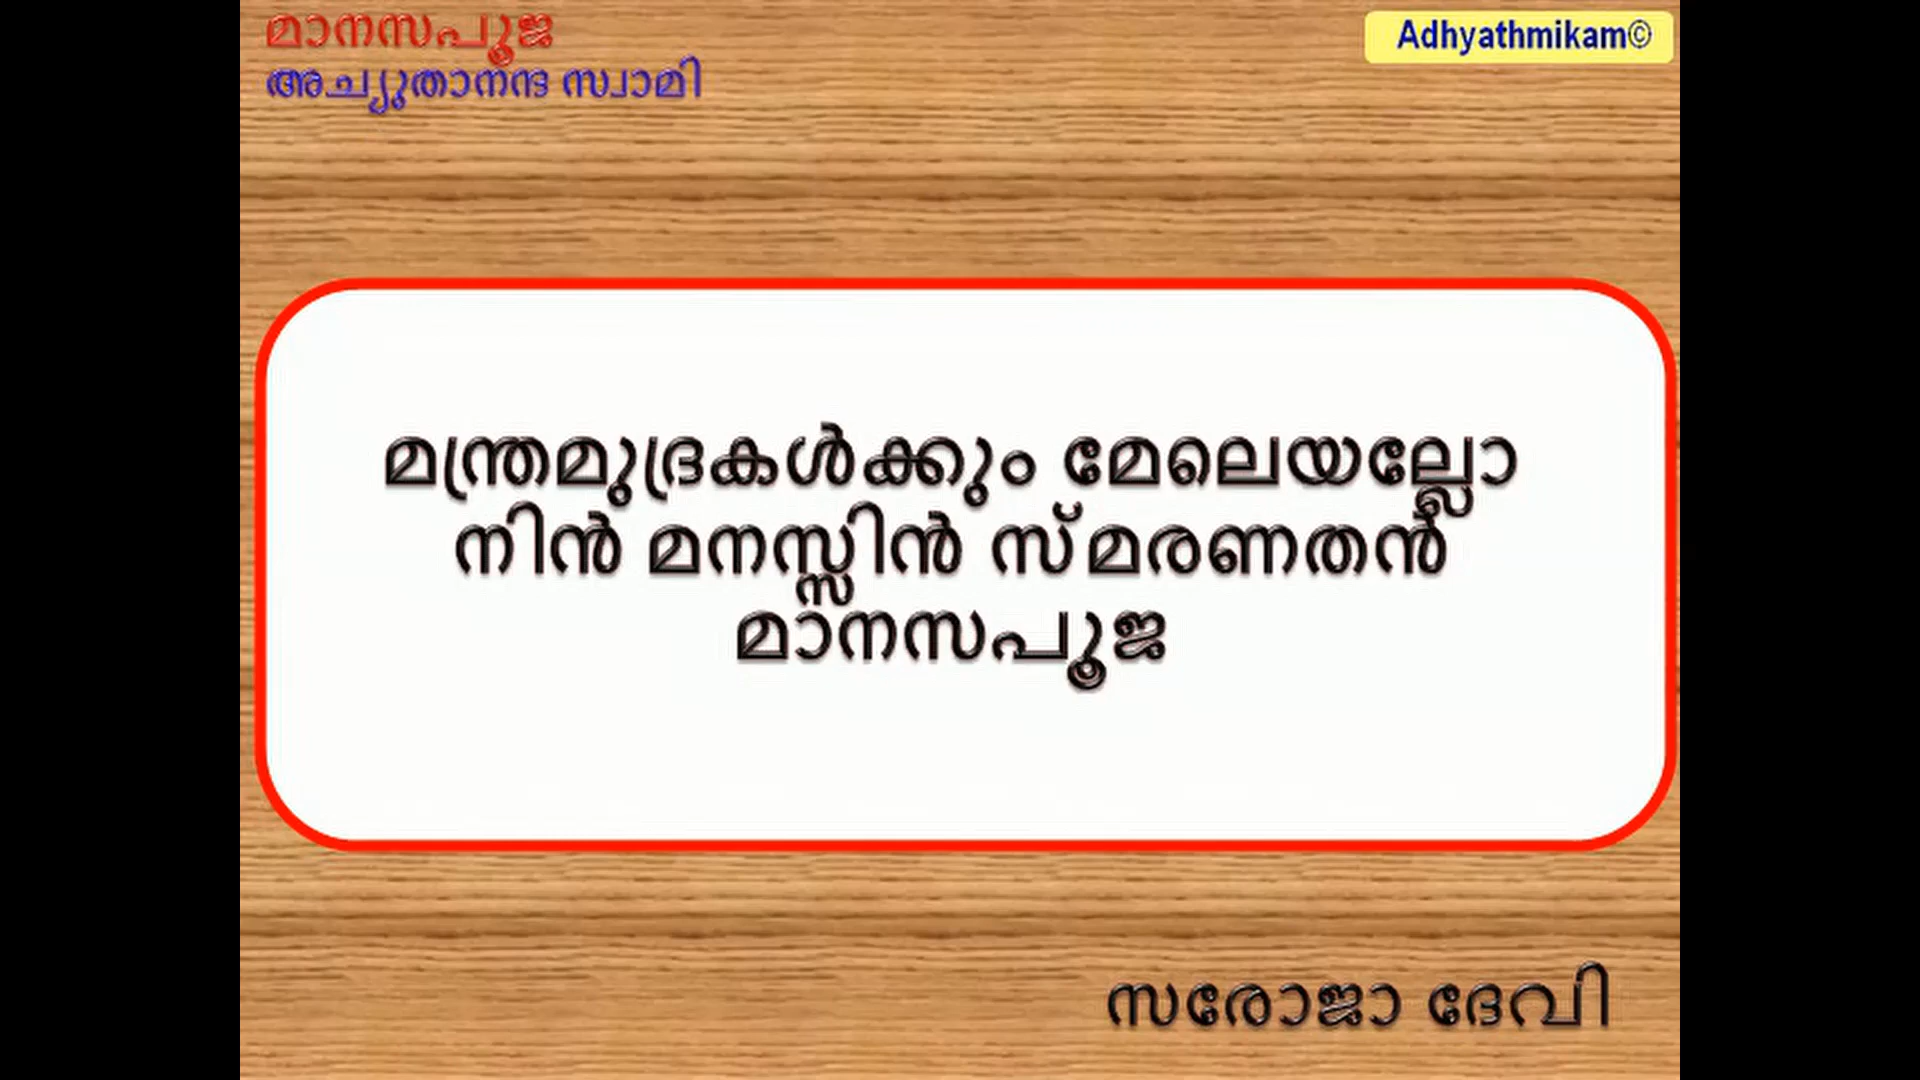 മാനസപൂജ
അച്യുതാനന്ദ സ്വാമി
Adhyathmikam©
മന്ത്രമുദ്രകൾക്കും മേലെയല്ലോ
നിൻ മനസ്സിൻ സ്മരണതൻ
മാനസപൂജ
സരോജാ ദേവി